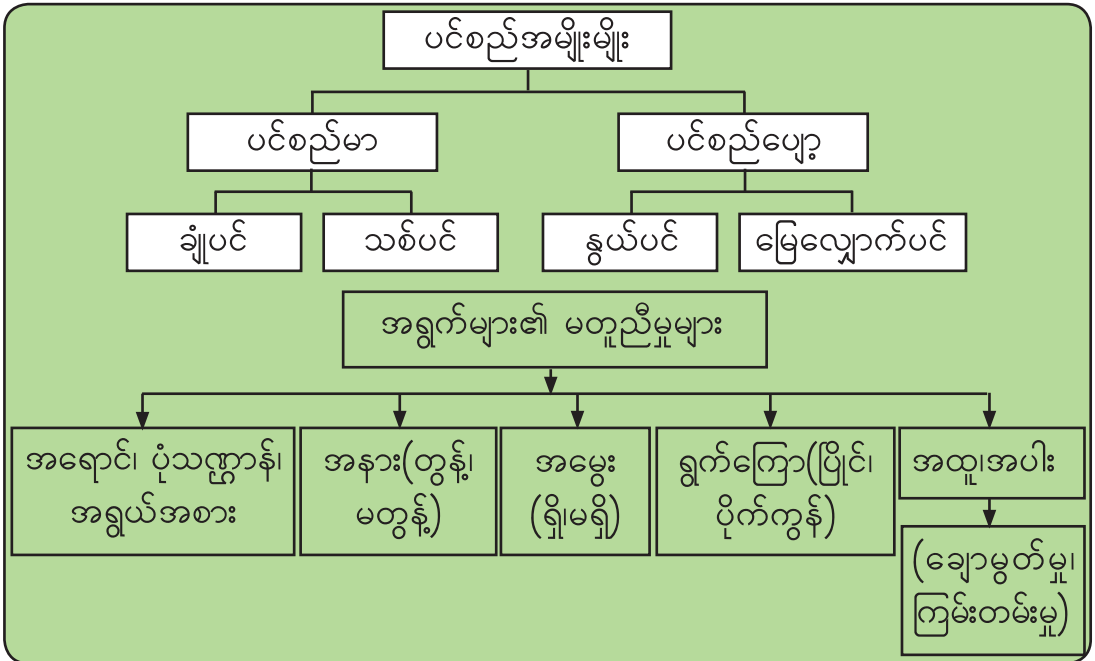 ပင်စည်အမျိုးမျိုး
ပင်စည်မာ
ပင်စည်ပျော့
ချုံပင်
သစ်ပင်
နွယ်ပင်
မြေလျှောက်ပင်
အရွက်များ၏ မတူညီမှုများ
အရောင်၊ ပုံသဏ္ဌာန်၊
အရွယ်အစား
အနား(တွန့်၊
မတွန့်)
အမွေး
(ရှိ၊မရှိ)
ရွက်ကြော(ပြိုင်၊
ပိုက်ကွန်)
အထူ၊အပါး
(ချောမွတ်မှု၊
ကြမ်းတမ်းမှု)